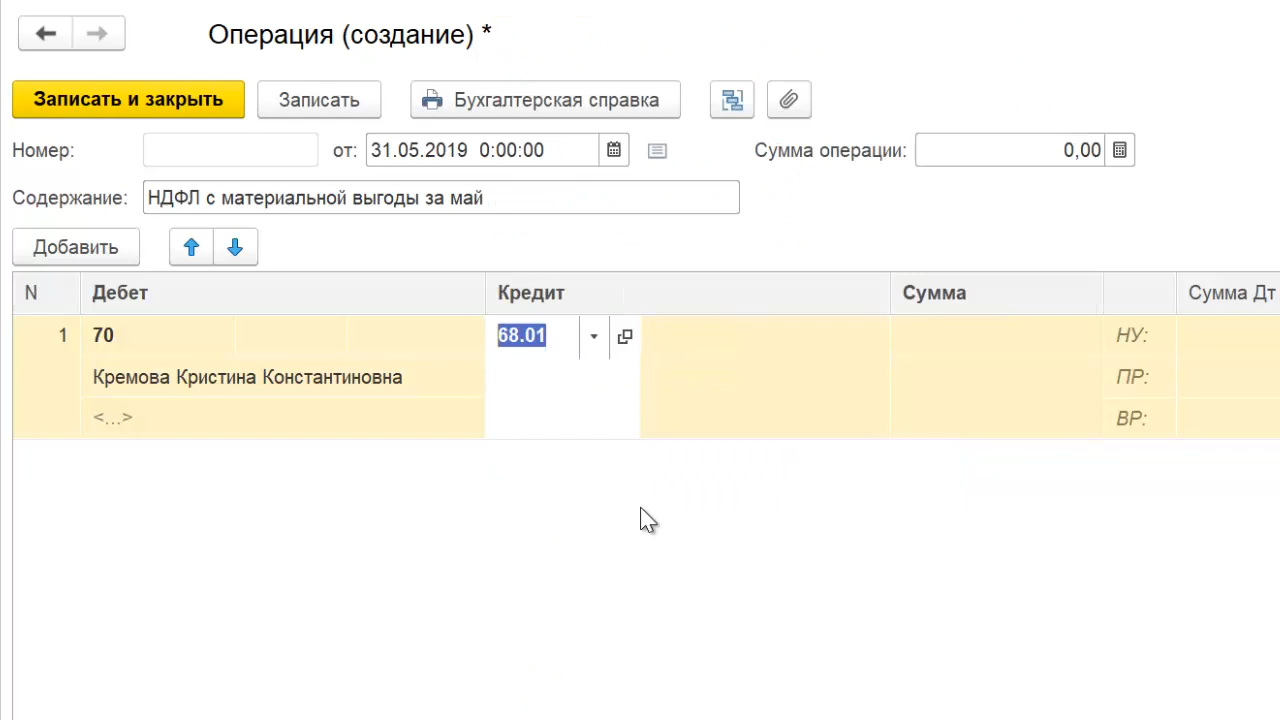 Операция (создание) *
Записать и закрыть Записать Бухгалтерская справка
Номер: от: 31.05.2019 0:00:00 Сумма операции: 0,00
Содержание: НДФЛ с материальной выгоды за май
Добавить
N Дебет Кредит Сумма Сумма Дт
1 70 68.01 НУ:
Кремова Кристина Константиновна ПР:
<...> ВР: